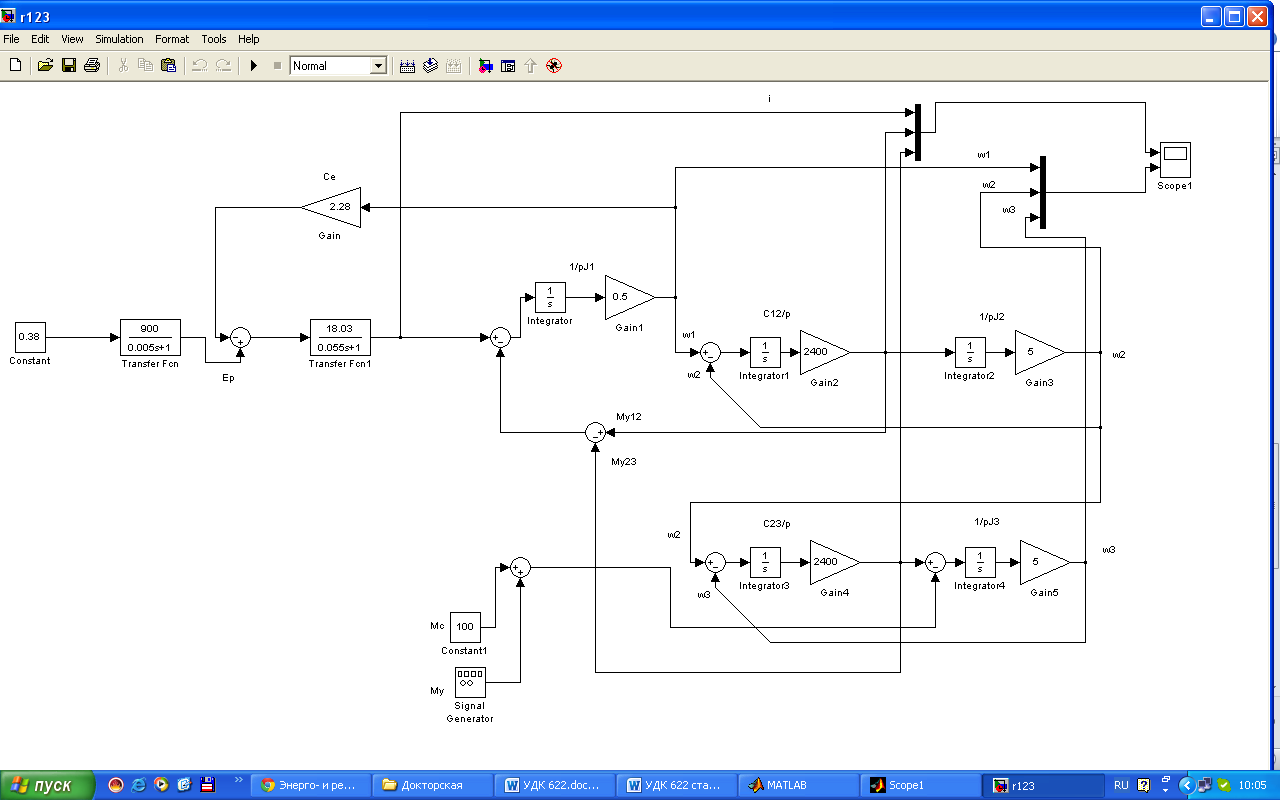 r123
File Edit View Simulation Format Tools Help
Normal
i
w1
w2
w3
Scope1
Ce
2.28
Gain
1/pJ1
1
s
Integrator
0.5
Gain1
0.38
Constant
900
0.005s+1
Transfer Fcn
Ep
18.03
0.055s+1
Transfer Fcn1
w1
w2
C12/p
1
s
Integrator1
2400
Gain2
1/pJ2
1
s
Integrator2
5
Gain3
w2
My12
My23
w2
w3
C23/p
1
s
Integrator3
2400
Gain4
1/pJ3
1
s
Integrator4
5
Gain5
w3
Mc
100
Constant1
My
Signal
Generator
пуск
Энерго- и ре...
Докторская
УДК 622.doc...
УДК 622 ста...
MATLAB
Scope1
r123
RU
10:05